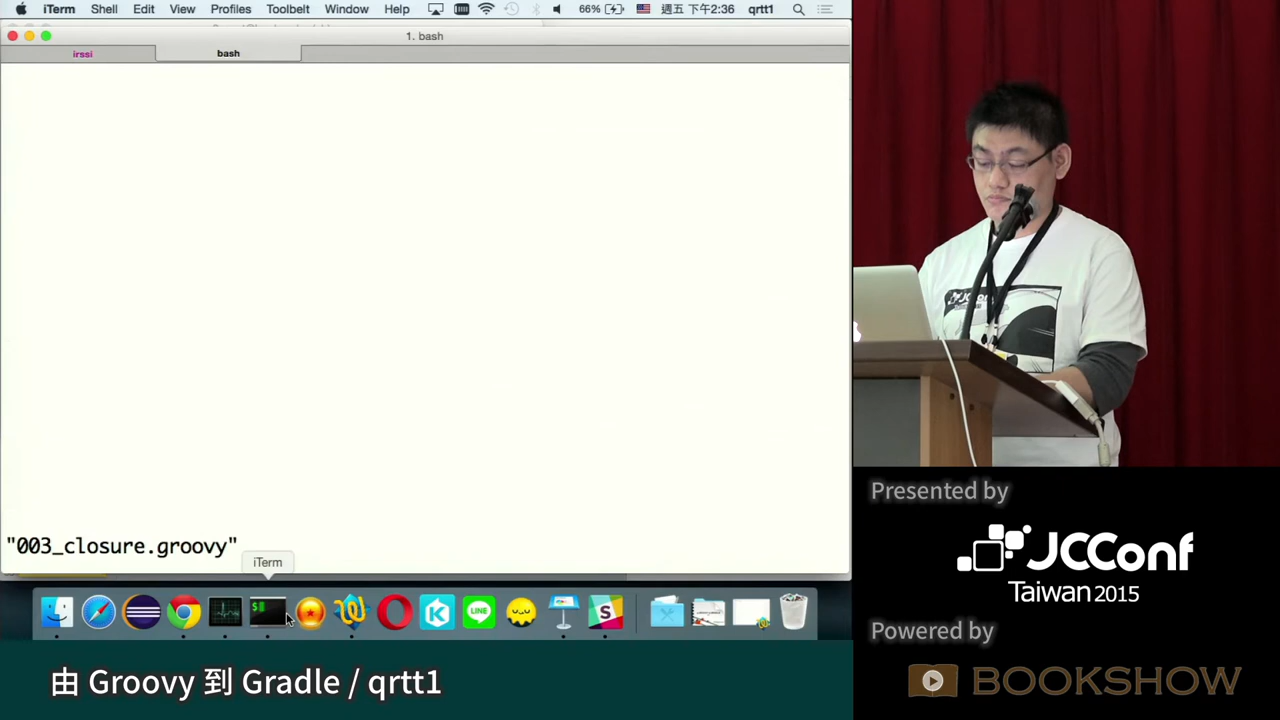 iTerm Shell Edit View Profiles Toolbelt Window Help 66% 週五 下午2:36 qrtt1
1. bash
irssi bash
"003_closure.groovy"
iTerm
LINE
由 Groovy 到 Gradle / qrtt1
Presented by
JCConf
Taiwan 2015
Powered by
BOOKSHOW